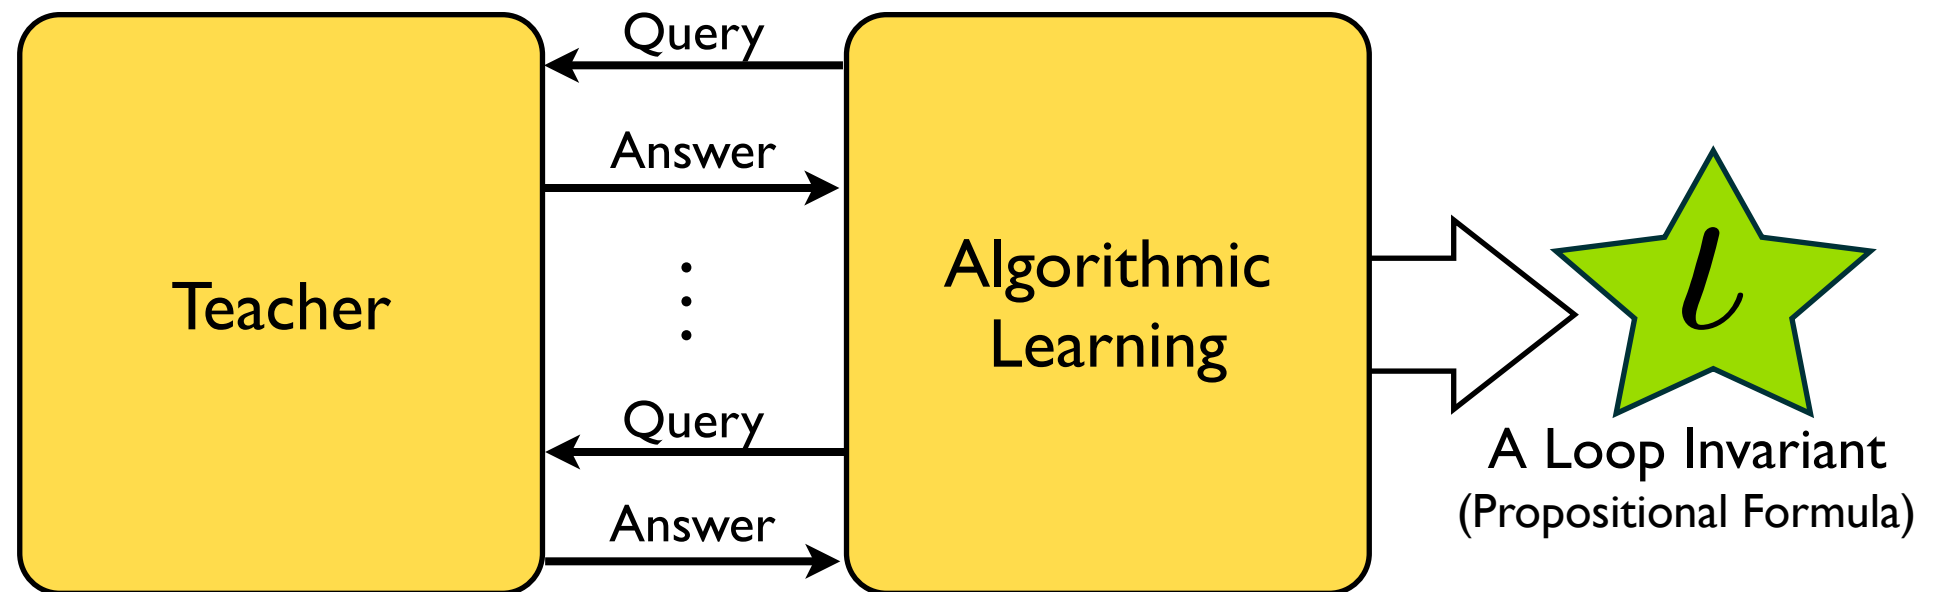 Query
Answer
Teacher
⋮
Algorithmic
Learning
Query
Answer
ι
A Loop Invariant
(Propositional Formula)